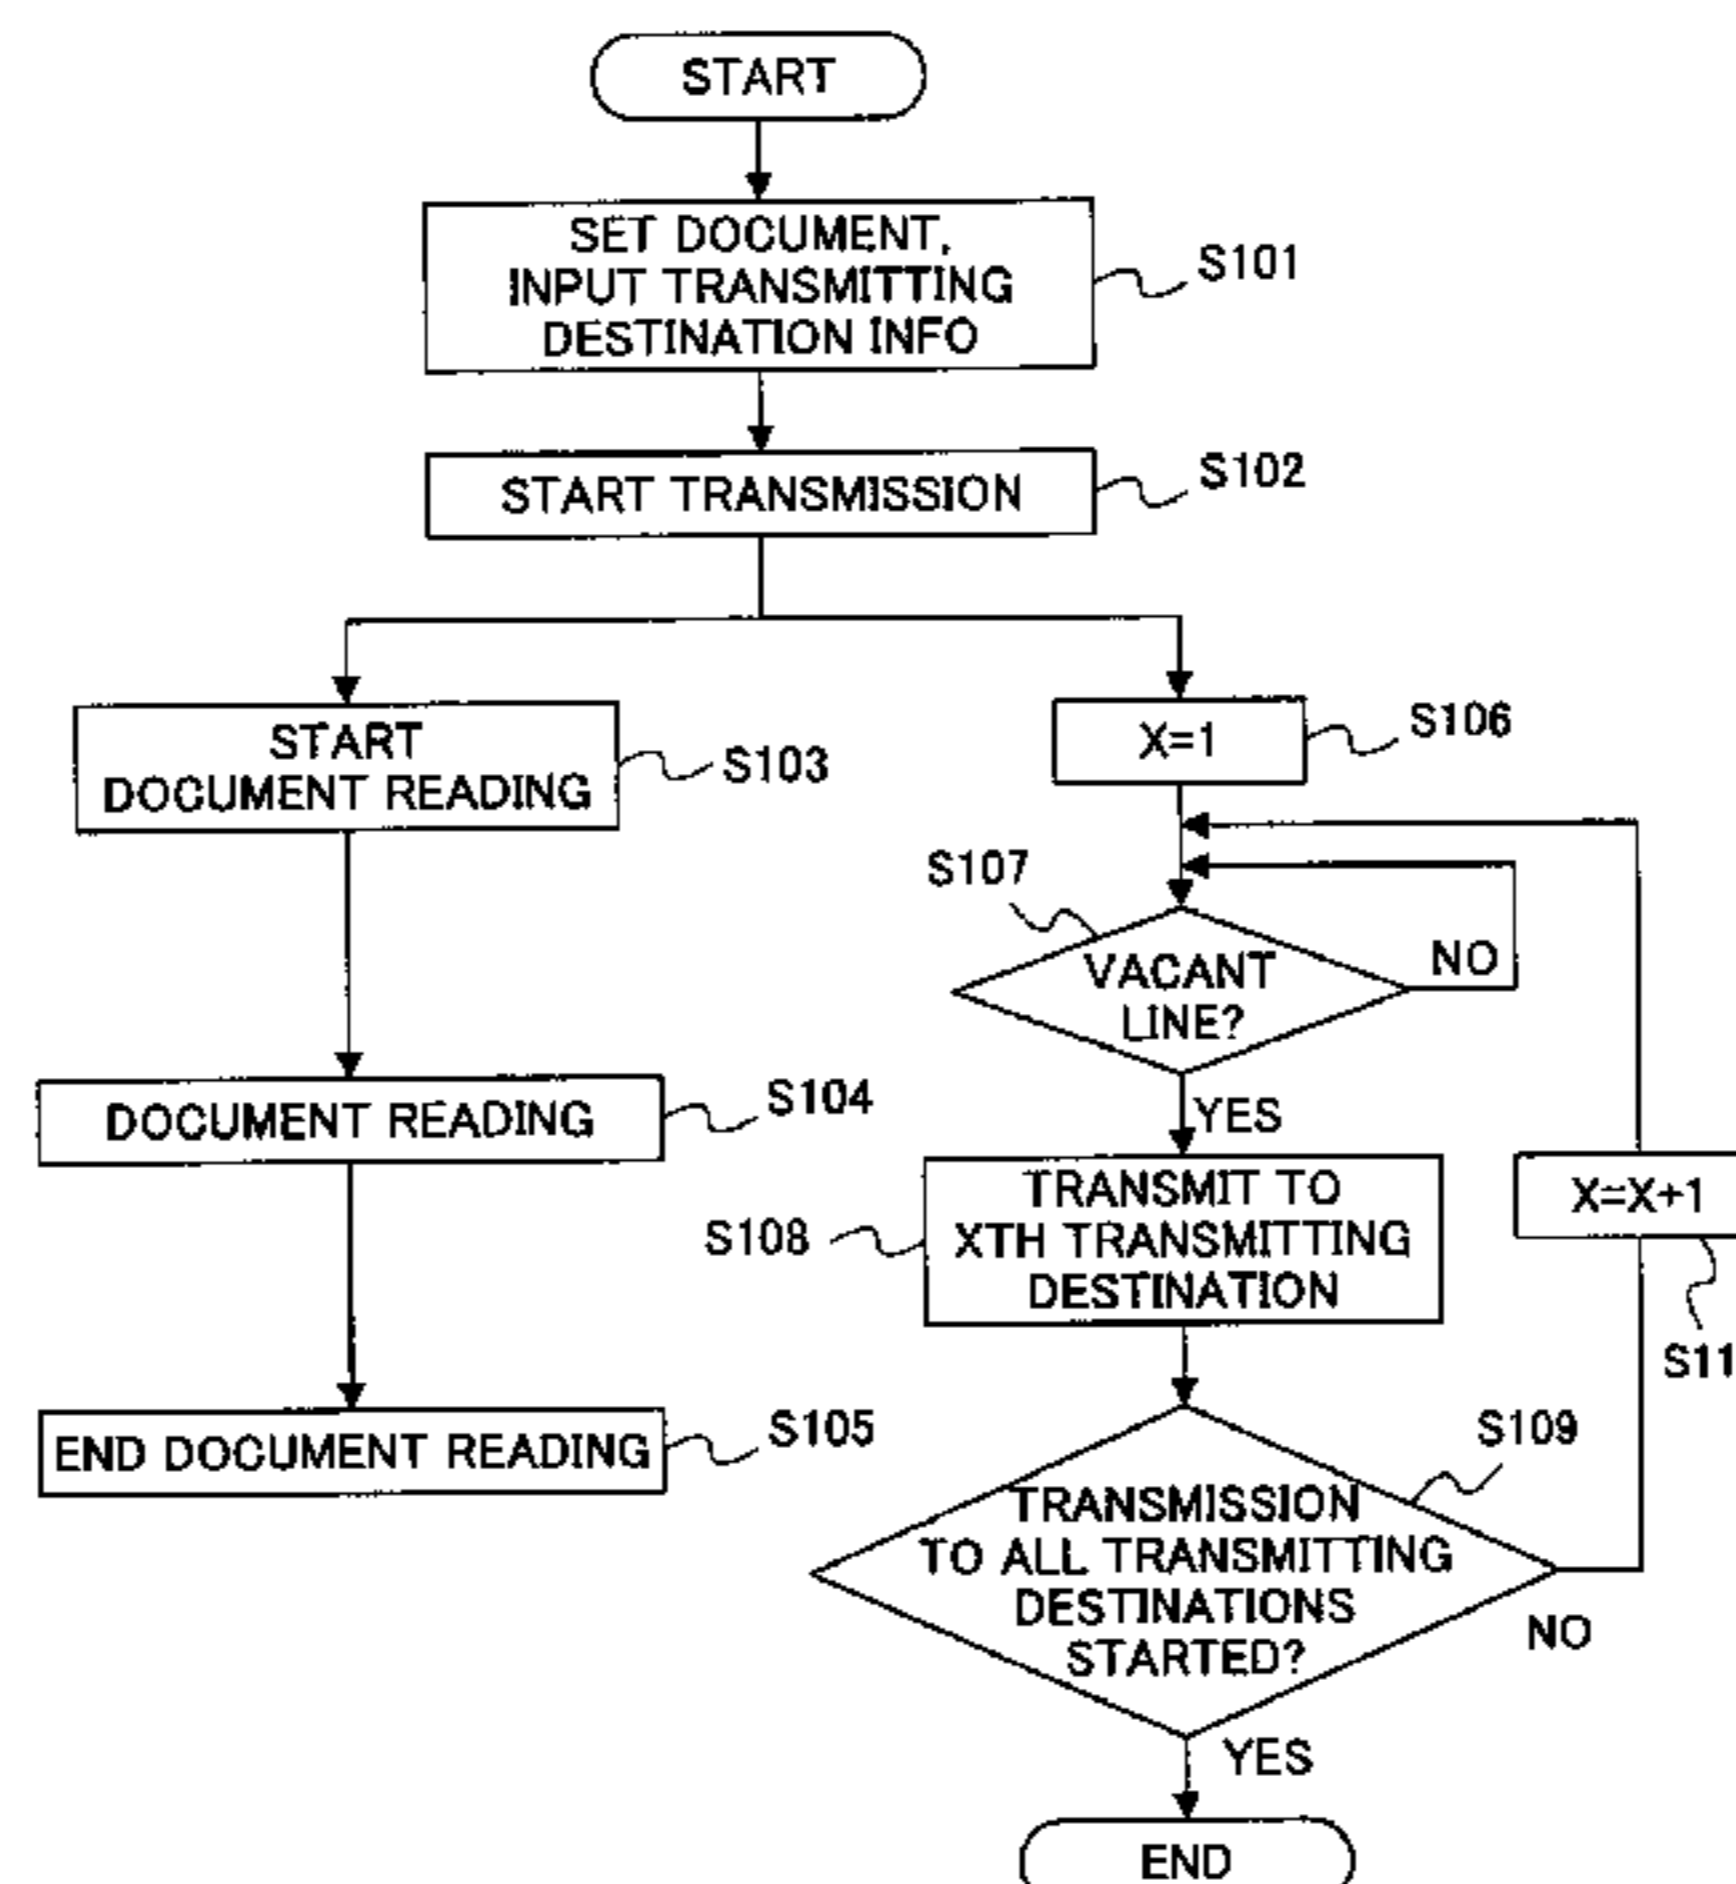 START
SET DOCUMENT,
INPUT TRANSMITTING
DESTINATION INFO
S101
START TRANSMISSION
S102
START
DOCUMENT READING
S103
X=1
S106
S107
VACANT
LINE?
NO
YES
DOCUMENT READING
S104
TRANSMIT TO
XTH TRANSMITTING
DESTINATION
S108
X=X+1
S11
END DOCUMENT READING
S105
S109
TRANSMISSION
TO ALL TRANSMITTING
DESTINATIONS
STARTED?
NO
YES
END